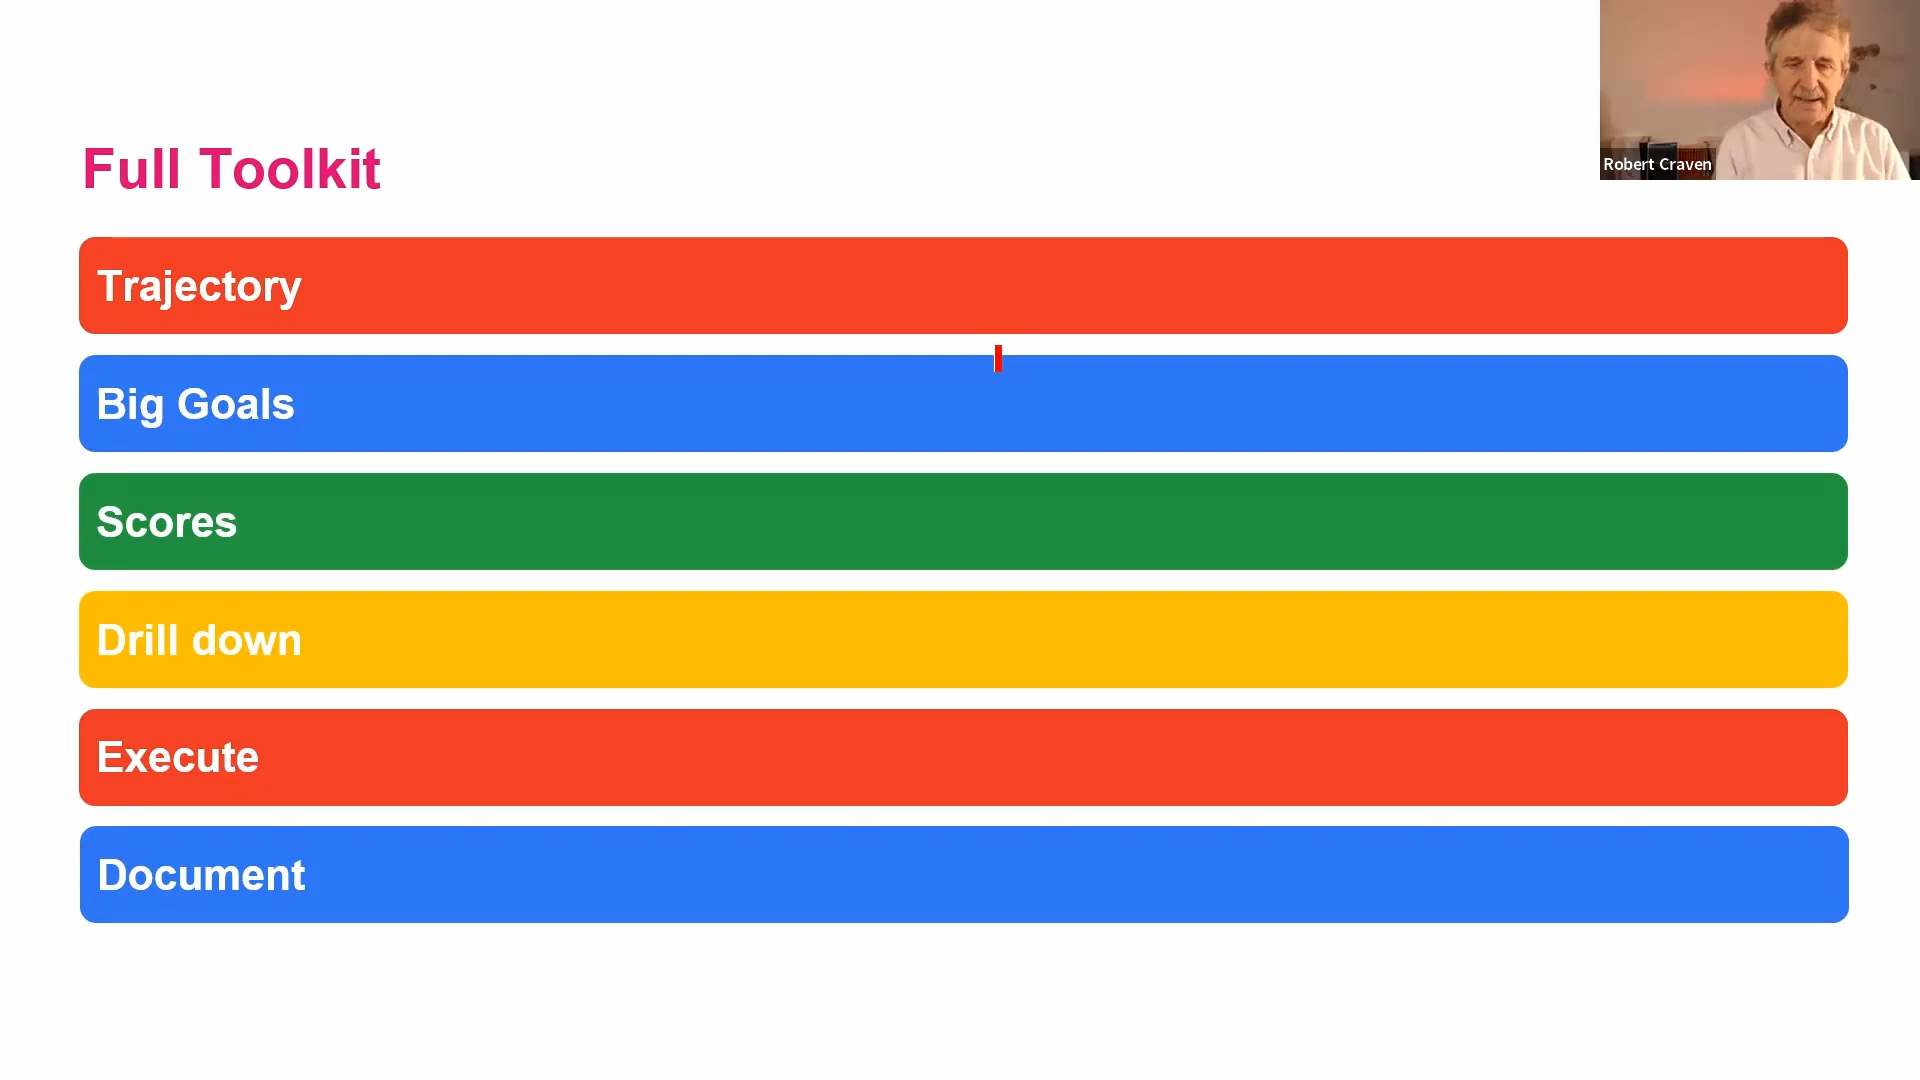 Robert Craven
Full Toolkit
Trajectory
Big Goals
Scores
Drill down
Execute
Document